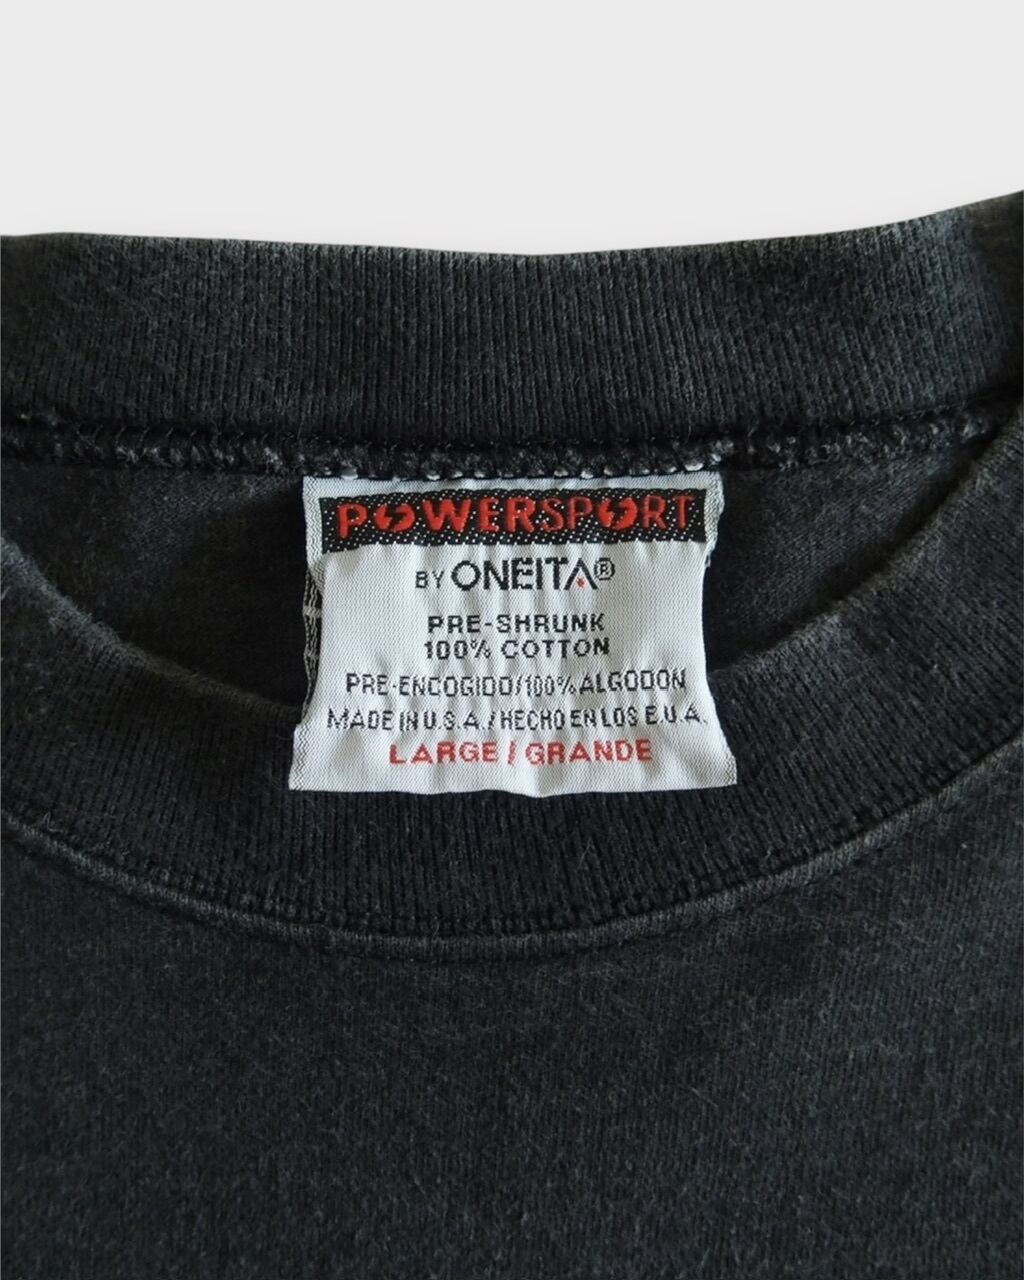 POWERSPORT
BY ONEITA®
PRE-SHRUNK
100% COTTON
PRE-ENCOGIDO/100% ALGODON
MADE IN U.S.A./HECHO EN LOS E.U.A.
LARGE / GRANDE